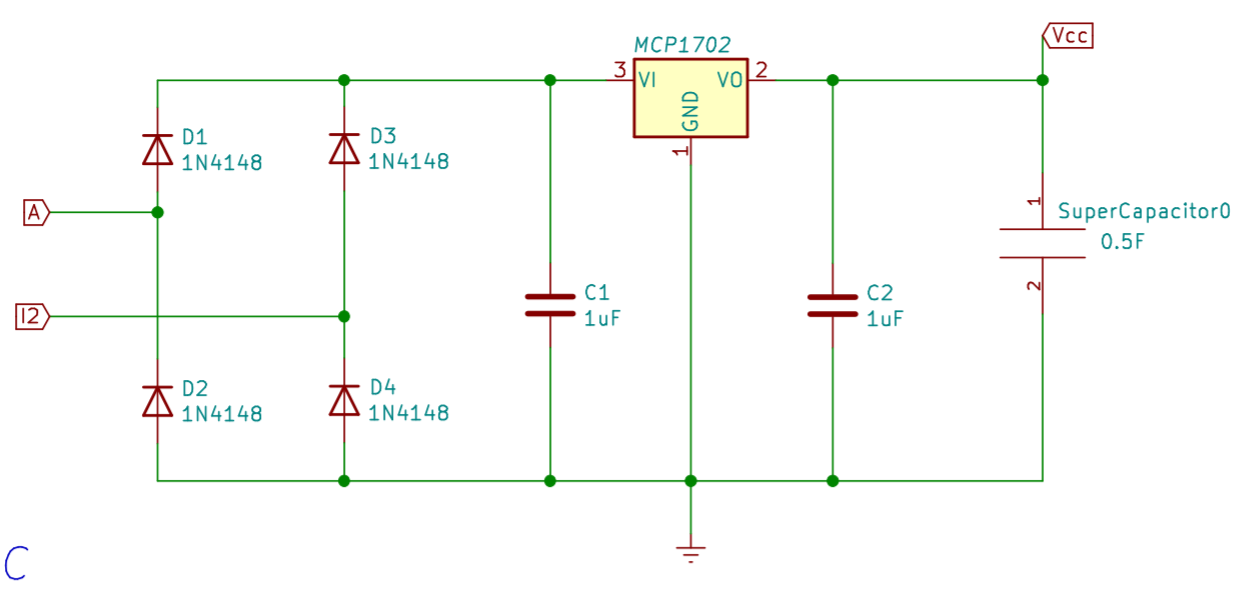 Vcc
MCP1702
3 VI VO 2
GND
1
D1
1N4148
D3
1N4148
A
1
SuperCapacitor0
0.5F
2
I2
C1
1uF
C2
1uF
D2
1N4148
D4
1N4148
C